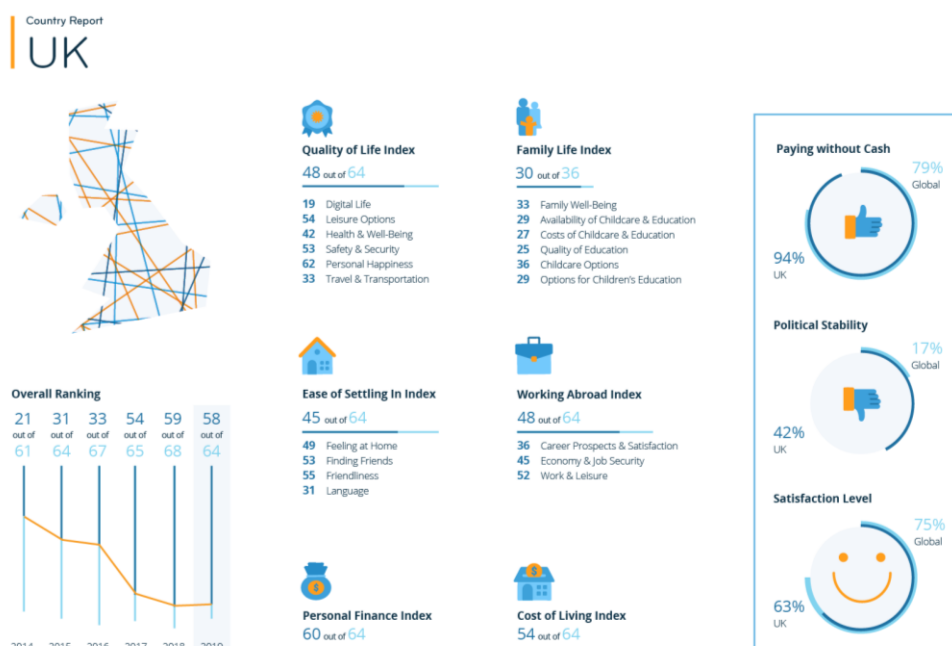 Country Report
UK
Quality of Life Index
48 out of 64
19 Digital Life
54 Leisure Options
42 Health & Well-Being
53 Safety & Security
62 Personal Happiness
33 Travel & Transportation
Family Life Index
30 out of 36
33 Family Well-Being
29 Availability of Childcare & Education
27 Costs of Childcare & Education
25 Quality of Education
36 Childcare Options
29 Options for Children's Education
Overall Ranking
21 31 33 54 59 58
out of out of out of out of out of out of
61 64 67 65 68 64
2014 2015 2016 2017 2018 2019
Ease of Settling In Index
45 out of 64
49 Feeling at Home
53 Finding Friends
55 Friendliness
31 Language
Working Abroad Index
48 out of 64
36 Career Prospects & Satisfaction
45 Economy & Job Security
52 Work & Leisure
Personal Finance Index
60 out of 64
Cost of Living Index
54 out of 64
Paying without Cash
79%
Global
94%
UK
Political Stability
17%
Global
42%
UK
Satisfaction Level
75%
Global
63%
UK